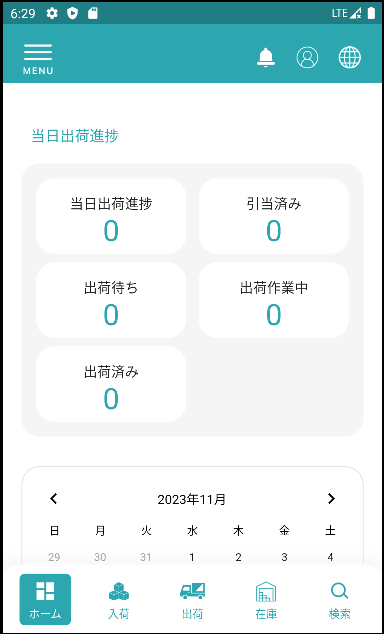 6:29 LTE
MENU
当日出荷進捗
当日出荷進捗 引当済み
0 0
出荷待ち 出荷作業中
0 0
出荷済み
0
2023年11月
日 月 火 水 木 金 土
29 30 31 1 2 3 4
ホーム 入荷 出荷 在庫 検索